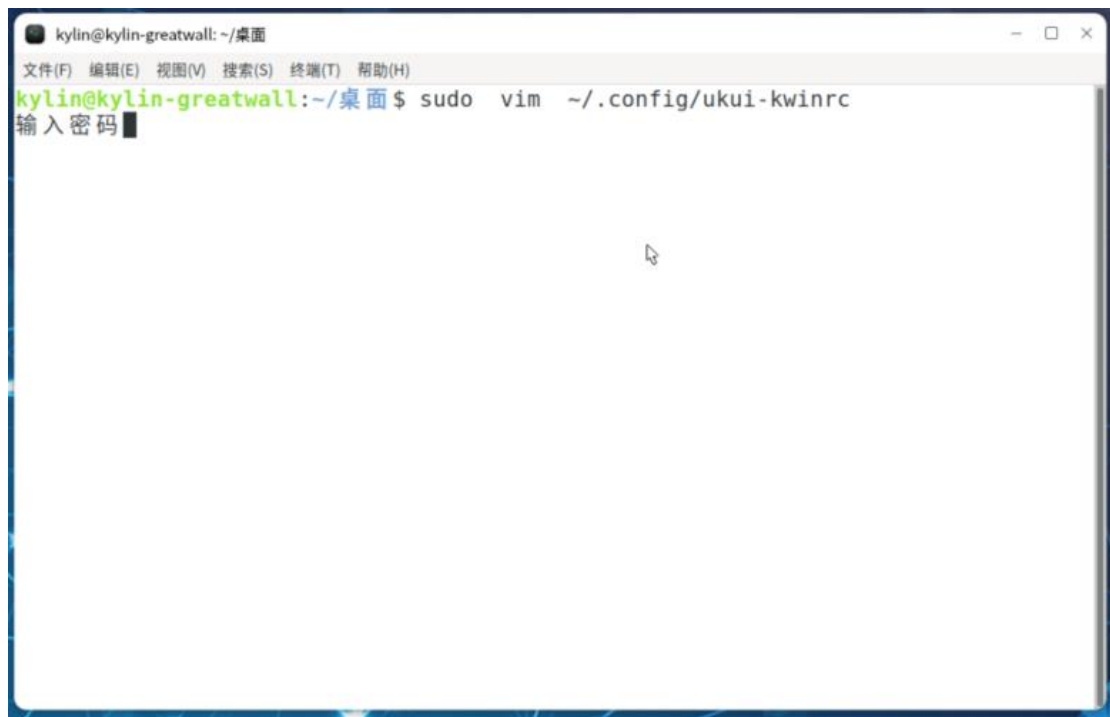 kylin@kylin-greatwall: ~/桌面
文件(F) 编辑(E) 视图(V) 搜索(S) 终端(T) 帮助(H)
kylin@kylin-greatwall:~/桌面$ sudo  vim  ~/.config/ukui-kwinrc
输入密码